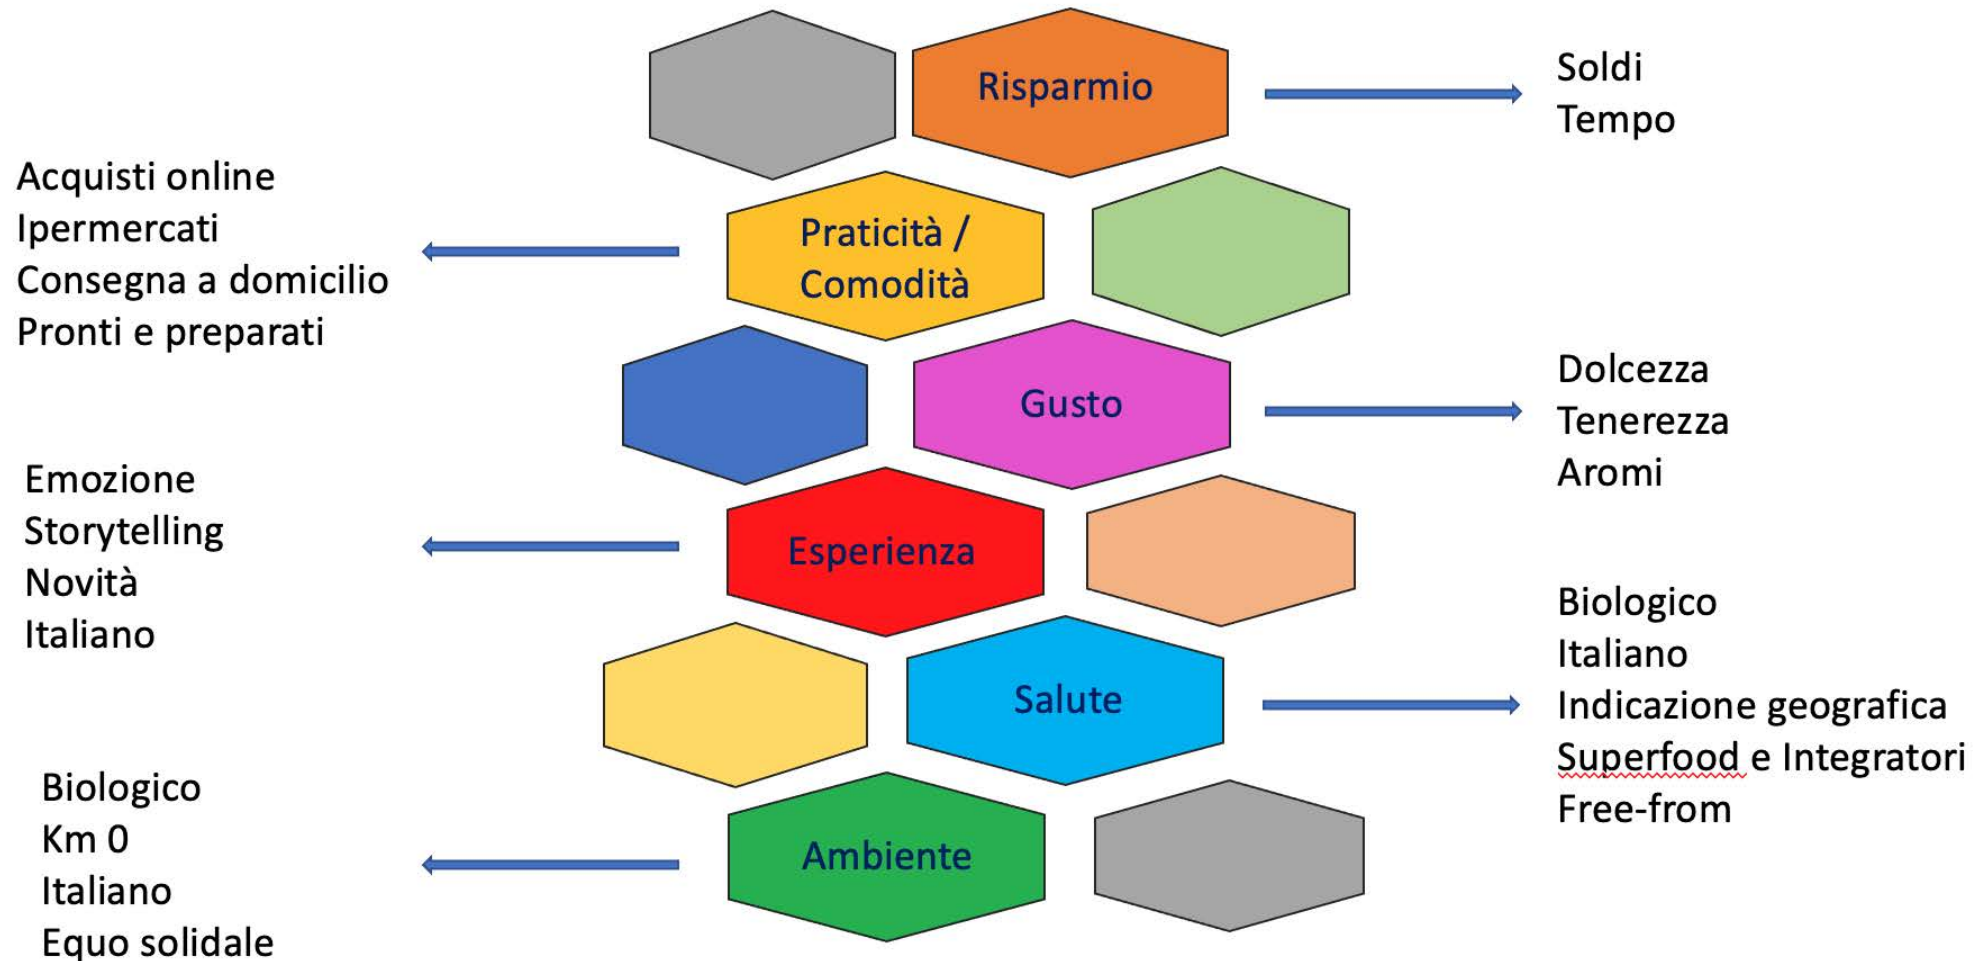 Risparmio
Soldi
Tempo
Acquisti online
Ipermercati
Consegna a domicilio
Pronti e preparati
Praticità /
Comodità
Gusto
Dolcezza
Tenerezza
Aromi
Emozione
Storytelling
Novità
Italiano
Esperienza
Salute
Biologico
Italiano
Indicazione geografica
Superfood e Integratori
Free-from
Biologico
Km 0
Italiano
Equo solidale
Ambiente